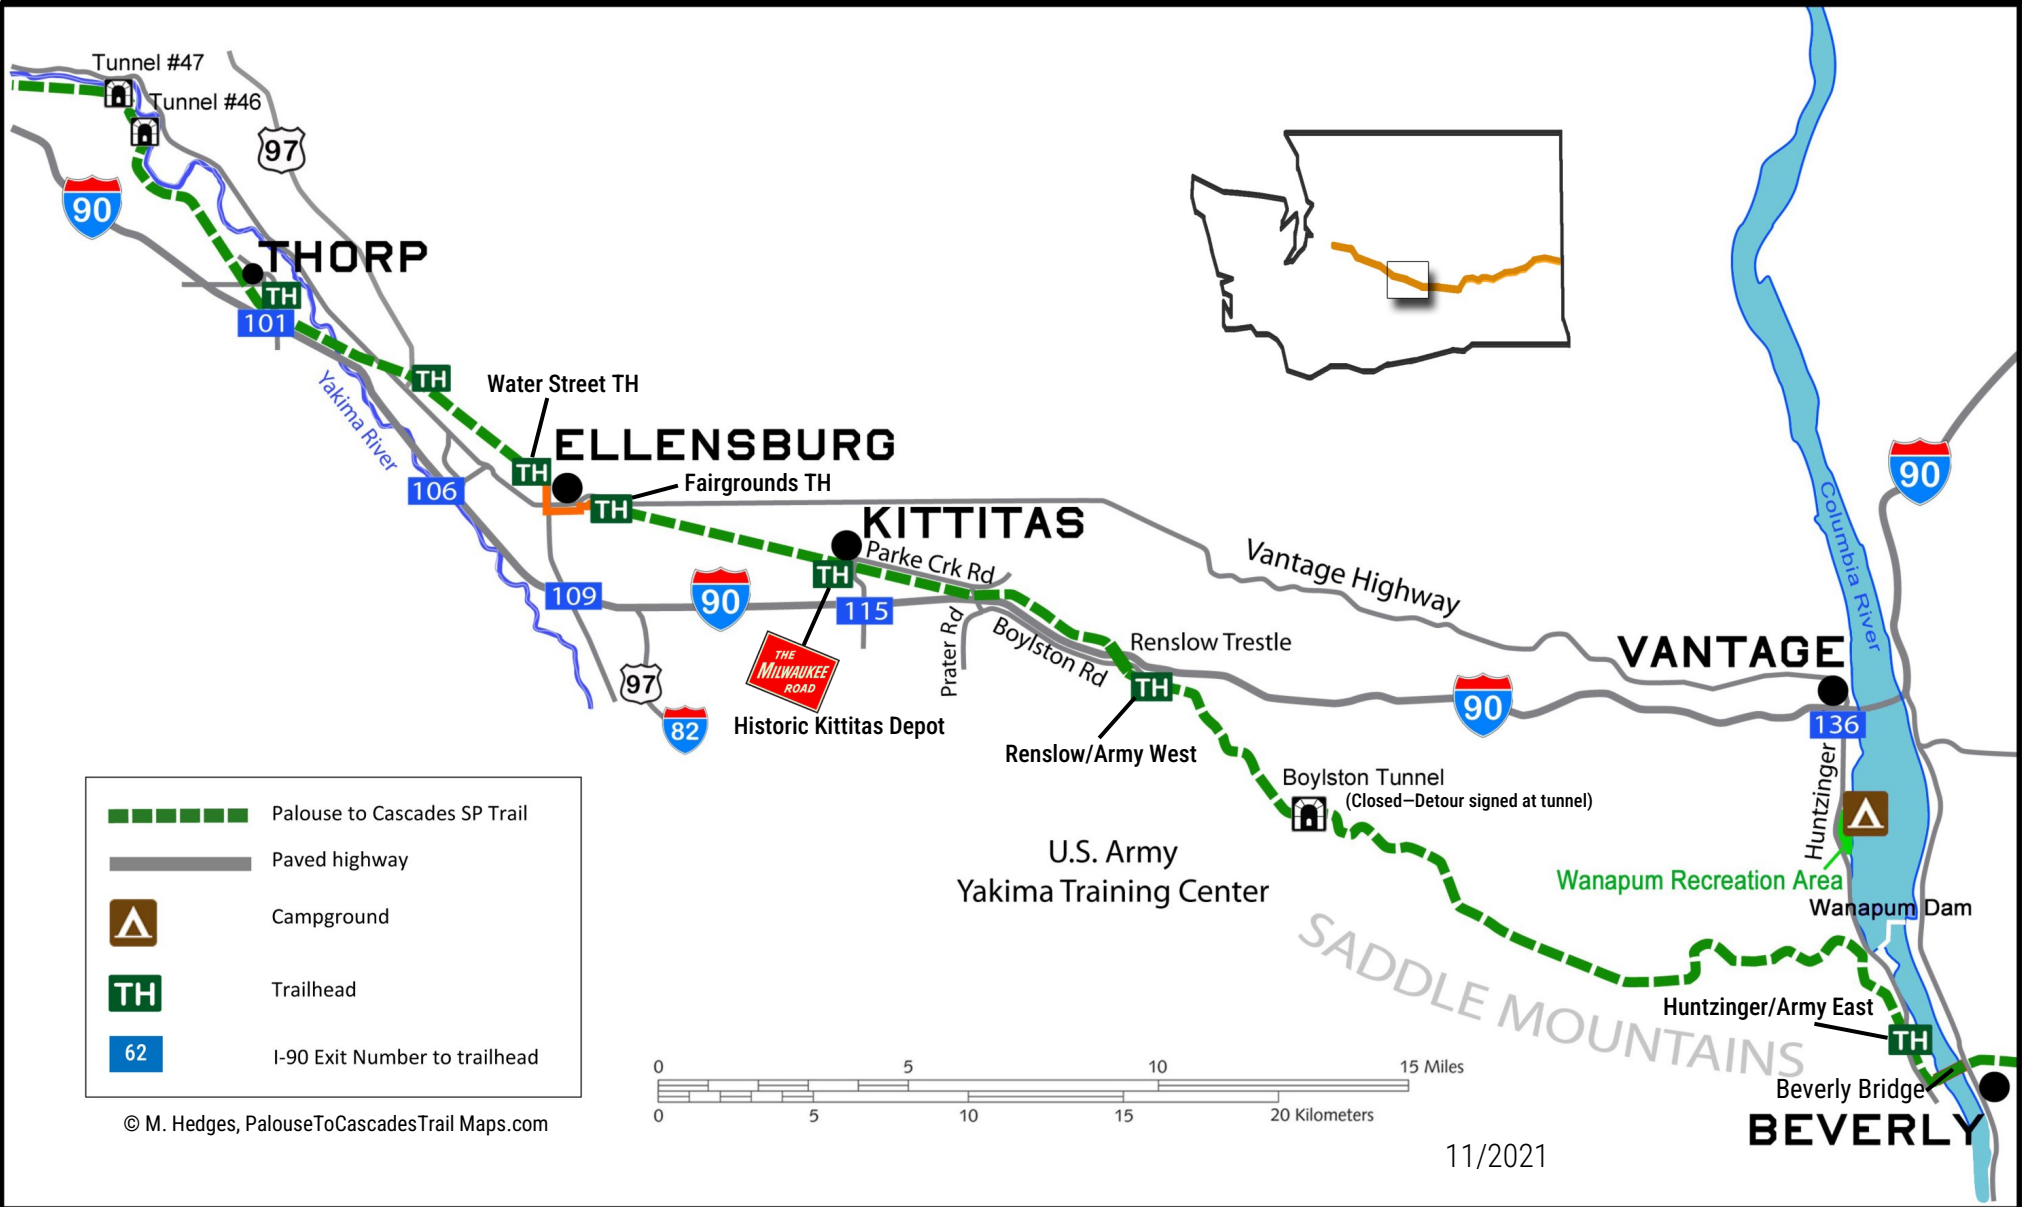 Tunnel #47
Tunnel #46
97
90
THORP
TH
101
TH
Yakima River
Water Street TH
TH
ELLENSBURG
106
Fairgrounds TH
TH
KITTITAS
TH
Parke Crk Rd
109
90
115
Prater Rd
Boylston Rd
Renslow Trestle
TH
Vantage Highway
Columbia River
90
VANTAGE
90
136
97
82
THE
MILWAUKEE
ROAD
Historic Kittitas Depot
Renslow/Army West
Boylston Tunnel
(Closed—Detour signed at tunnel)
U.S. Army
Yakima Training Center
Huntzinger
Wanapum Recreation Area
Wanapum Dam
SADDLE MOUNTAINS
Huntzinger/Army East
TH
Beverly Bridge
BEVERLY
Palouse to Cascades SP Trail
Paved highway
Campground
TH Trailhead
62 I-90 Exit Number to trailhead
© M. Hedges, PalouseToCascadesTrail Maps.com
0 5 10 15 Miles
0 5 10 15 20 Kilometers
11/2021